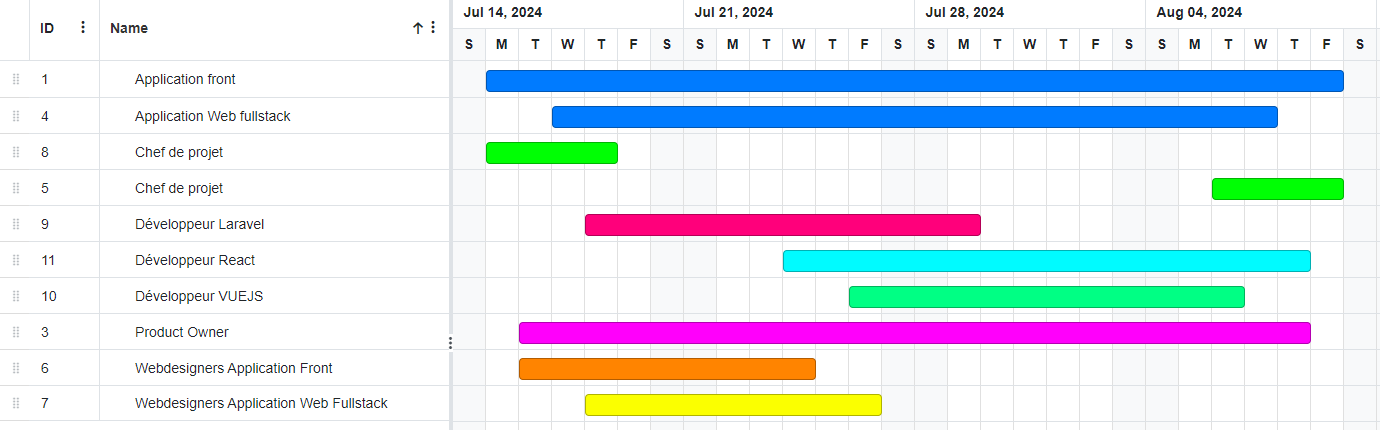 ID Name Jul 14, 2024 Jul 21, 2024 Jul 28, 2024 Aug 04, 2024
S M T W T F S S M T W T F S S M T W T F S S M T W T F S
1 Application front
4 Application Web fullstack
8 Chef de projet
5 Chef de projet
9 Développeur Laravel
11 Développeur React
10 Développeur VUEJS
3 Product Owner
6 Webdesigners Application Front
7 Webdesigners Application Web Fullstack